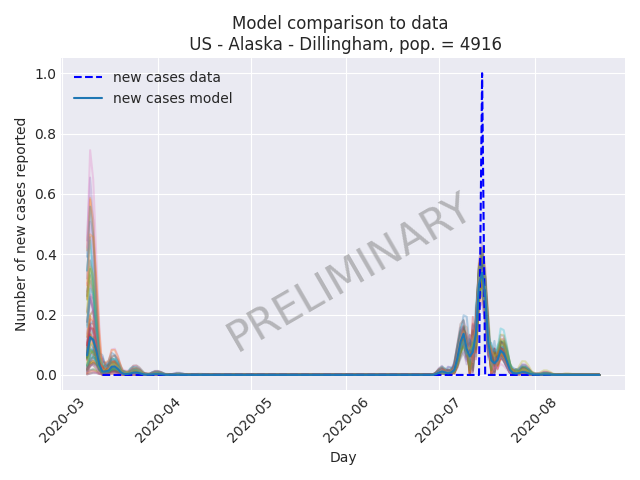 Model comparison to data
US - Alaska - Dillingham, pop. = 4916
new cases data
new cases model
1.0
0.8
0.6
0.4
0.2
0.0
Number of new cases reported
PRELIMINARY
2020-03
2020-04
2020-05
2020-06
2020-07
2020-08
Day